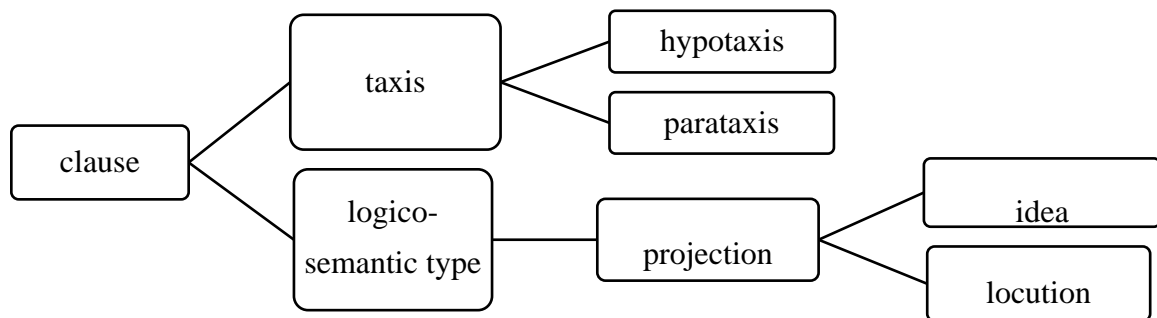 hypotaxis
taxis
parataxis
clause
logico-
semantic type
projection
idea
locution